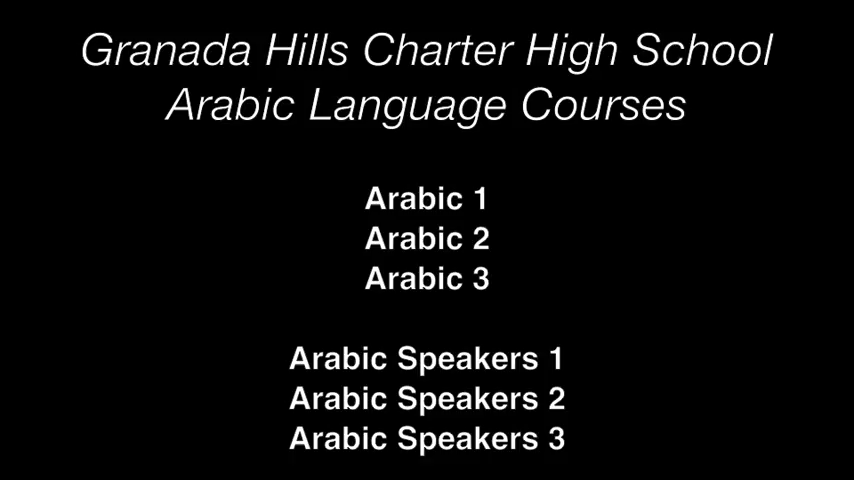 Granada Hills Charter High School
Arabic Language Courses
Arabic 1
Arabic 2
Arabic 3
Arabic Speakers 1
Arabic Speakers 2
Arabic Speakers 3